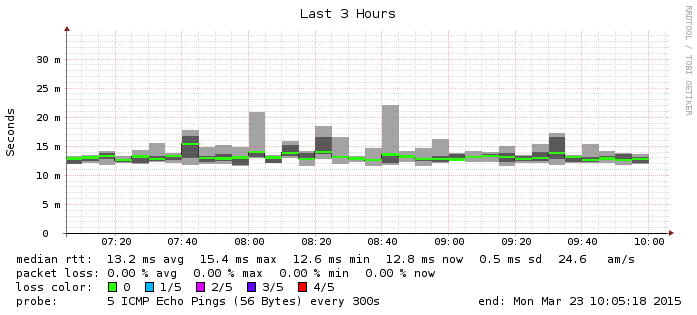 Last 3 Hours
RRDTOOL / TOBI OETIKER
Seconds
30 m
25 m
20 m
15 m
10 m
5 m
0
07:20 07:40 08:00 08:20 08:40 09:00 09:20 09:40 10:00
median rtt: 13.2 ms avg 15.4 ms max 12.6 ms min 12.8 ms now 0.5 ms sd 24.6 am/s
packet loss: 0.00 % avg 0.00 % max 0.00 % min 0.00 % now
loss color: 0 1/5 2/5 3/5 4/5
probe: 5 ICMP Echo Pings (56 Bytes) every 300s end: Mon Mar 23 10:05:18 2015